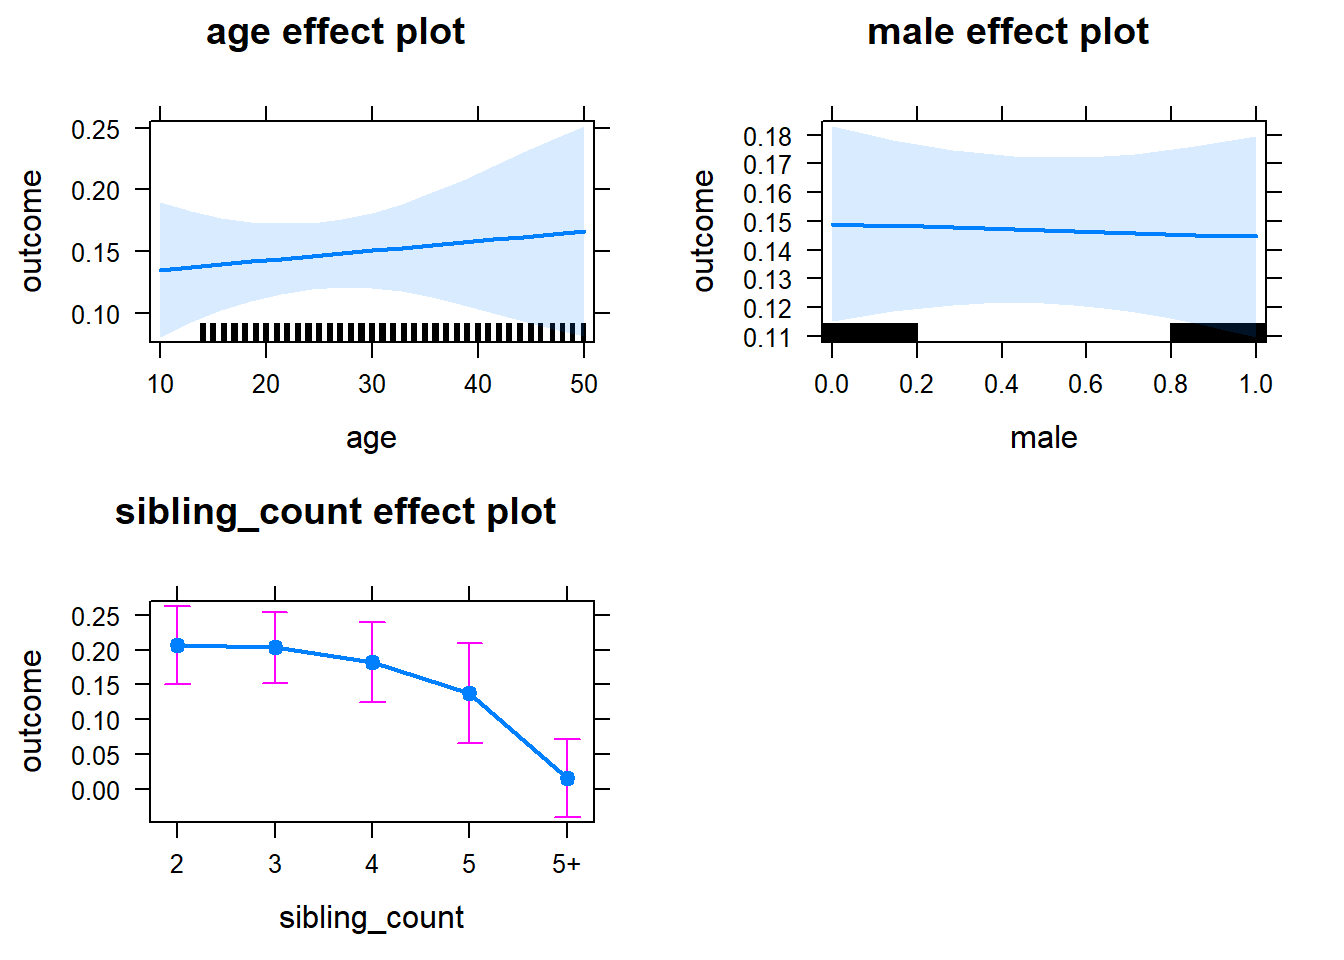 age effect plot
outcome
0.25
0.20
0.15
0.10
10 20 30 40 50
age
male effect plot
outcome
0.18
0.17
0.16
0.15
0.14
0.13
0.12
0.11
0.0 0.2 0.4 0.6 0.8 1.0
male
sibling_count effect plot
outcome
0.25
0.20
0.15
0.10
0.05
0.00
2 3 4 5 5+
sibling_count